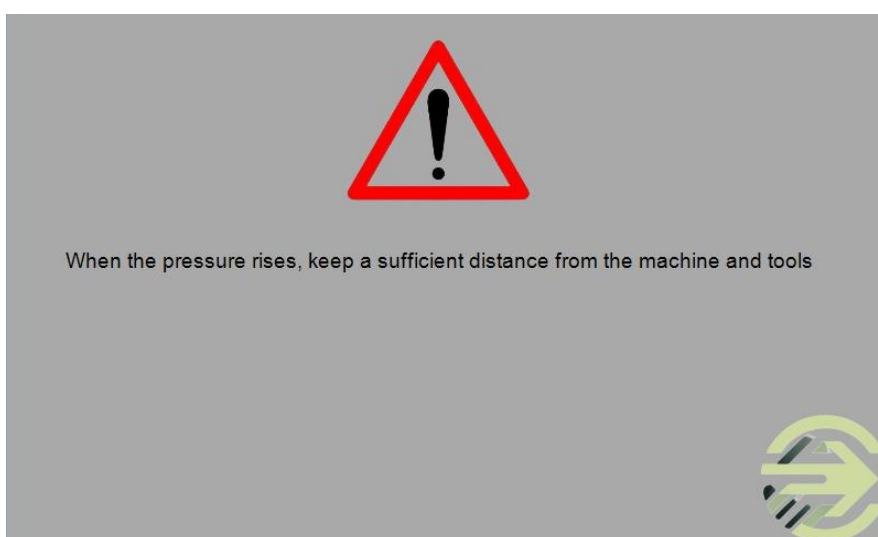 When the pressure rises, keep a sufficient distance from the machine and tools